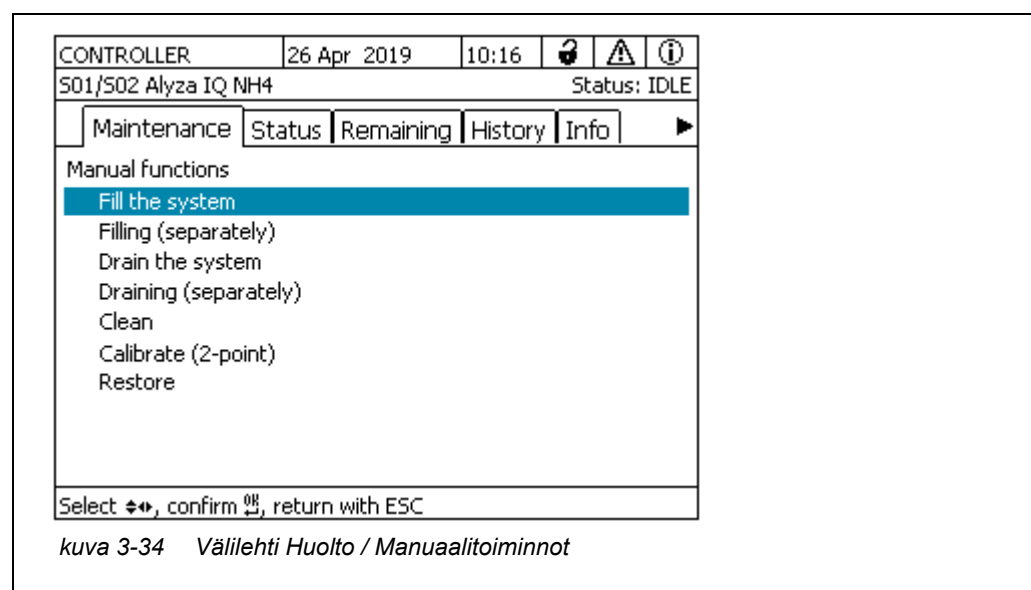 CONTROLLER 26 Apr 2019 10:16
S01/S02 Alyza IQ NH4 Status: IDLE
Maintenance Status Remaining History Info
Manual functions
Fill the system
Filling (separately)
Drain the system
Draining (separately)
Clean
Calibrate (2-point)
Restore
Select, confirm OK, return with ESC
kuva 3-34 Välilehti Huolto / Manuaalitoiminnot